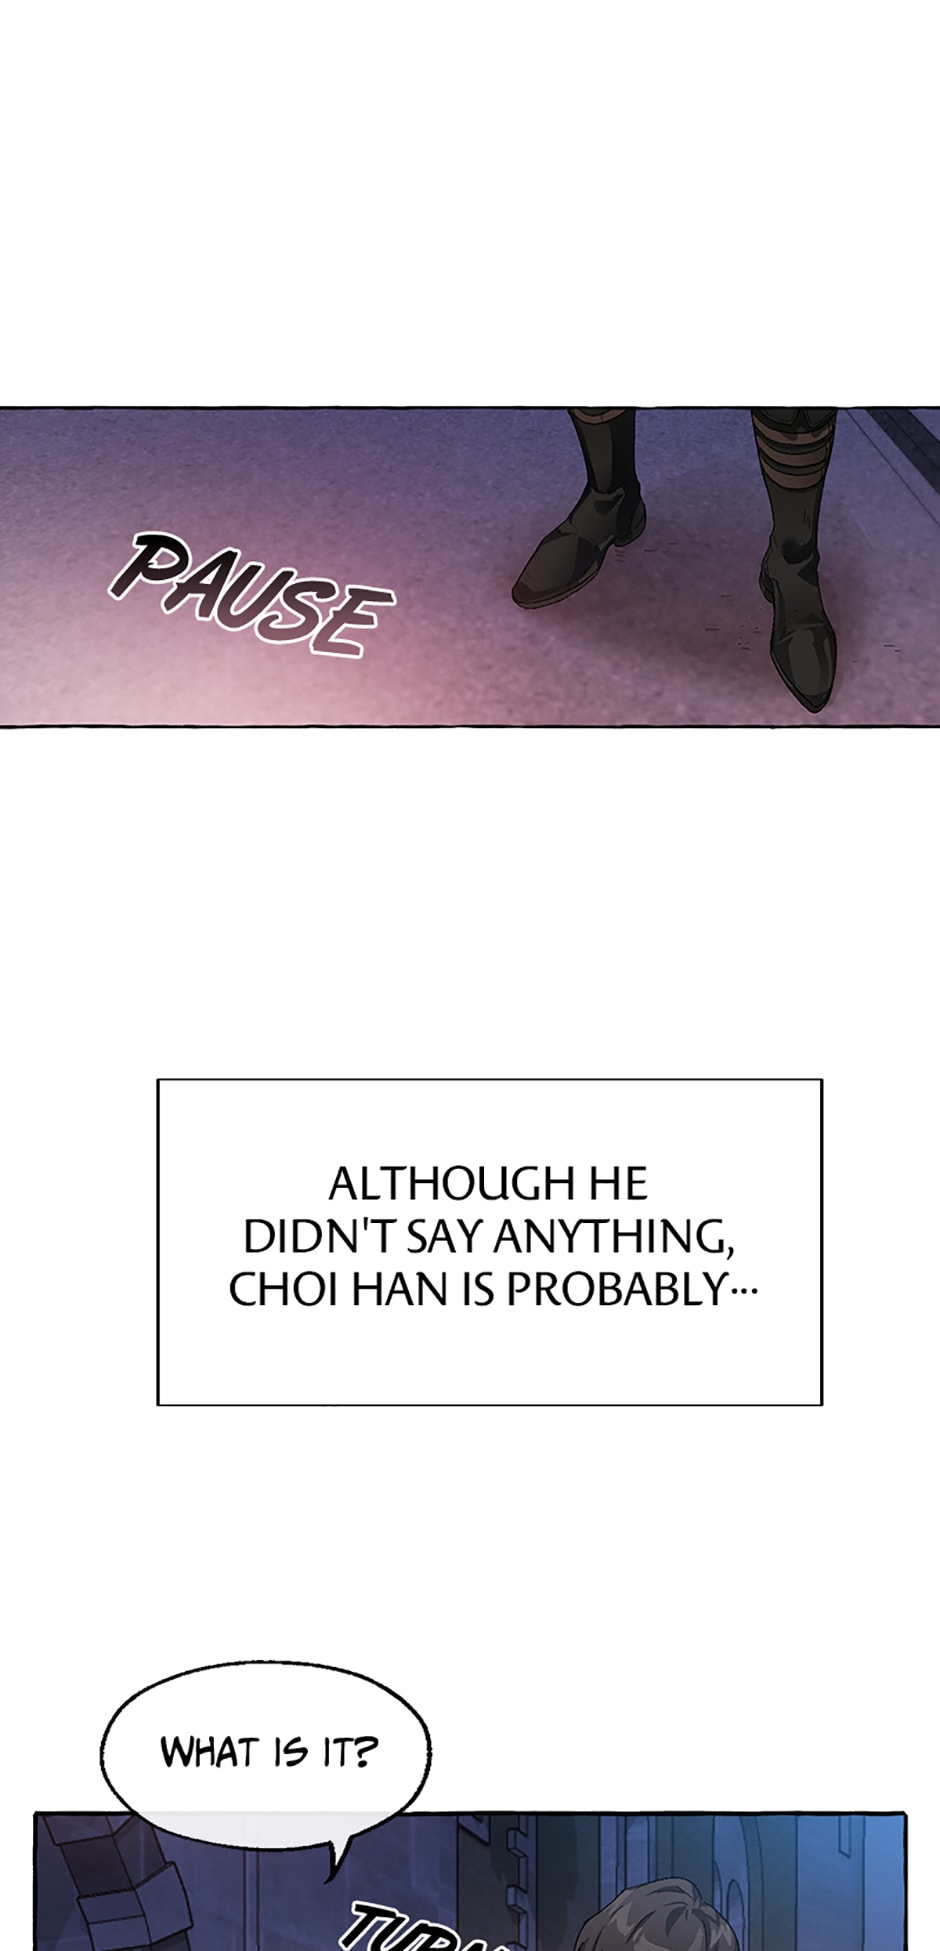 PAUSE
ALTHOUGH HE
DIDN'T SAY ANYTHING,
CHOI HAN IS PROBABLY...
WHAT IS IT?